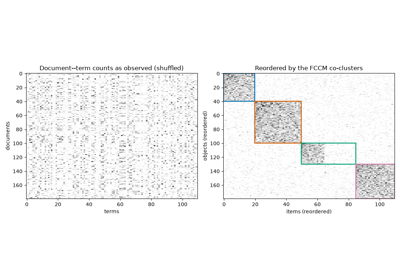 Document–term counts as observed (shuffled)
0
20
40
60
80
100
120
140
160
documents
0 20 40 60 80 100
terms
Reordered by the FCCM co-clusters
0
20
40
60
80
100
120
140
160
objects (reordered)
0 20 40 60 80 100
items (reordered)